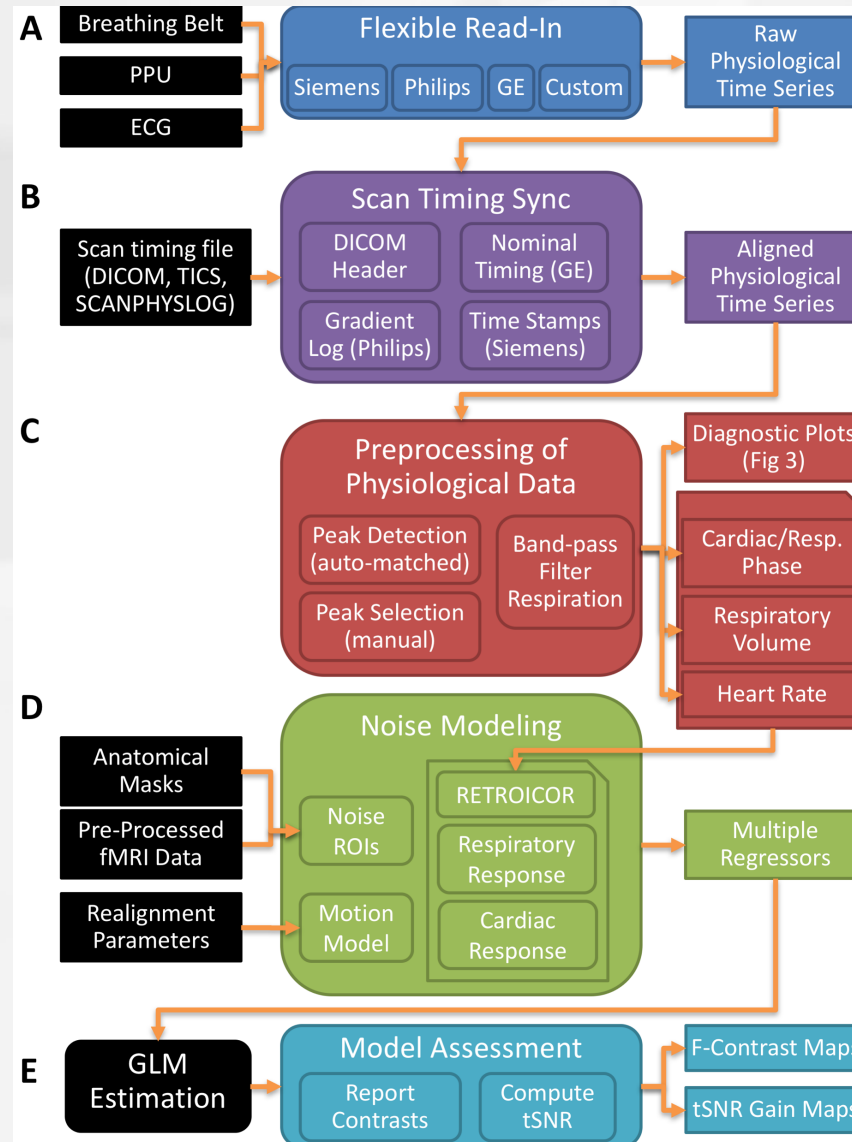 A
Breathing Belt
PPU
ECG
Flexible Read-In
Siemens
Philips
GE
Custom
Raw
Physiological
Time Series
B
Scan timing file
(DICOM, TICS,
SCANPHYSLOG)
Scan Timing Sync
DICOM
Header
Nominal
Timing (GE)
Gradient
Log (Philips)
Time Stamps
(Siemens)
Aligned
Physiological
Time Series
C
Preprocessing of
Physiological Data
Peak Detection
(auto-matched)
Peak Selection
(manual)
Band-pass
Filter
Respiration
Diagnostic Plots
(Fig 3)
Cardiac/Resp.
Phase
Respiratory
Volume
Heart Rate
D
Anatomical
Masks
Pre-Processed
fMRI Data
Realignment
Parameters
Noise Modeling
Noise
ROIs
Motion
Model
RETROICOR
Respiratory
Response
Cardiac
Response
Multiple
Regressors
E
GLM
Estimation
Model Assessment
Report
Contrasts
Compute
tSNR
F-Contrast Maps
tSNR Gain Maps